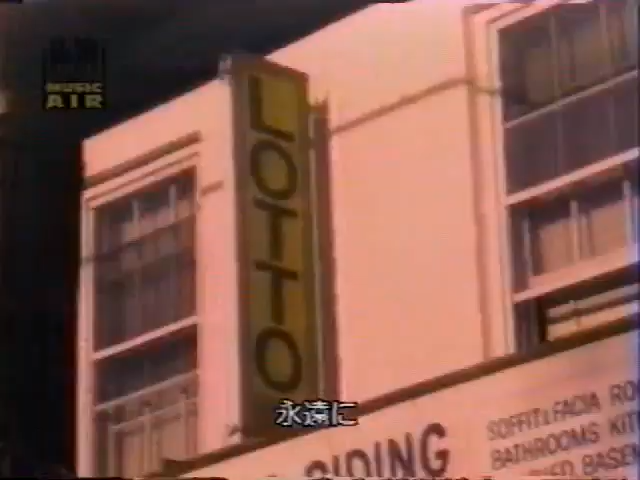 MUSIC
AIR
LOTTO
永遠に
SIDING
SOFFIT & FACIA
BATHROOMS